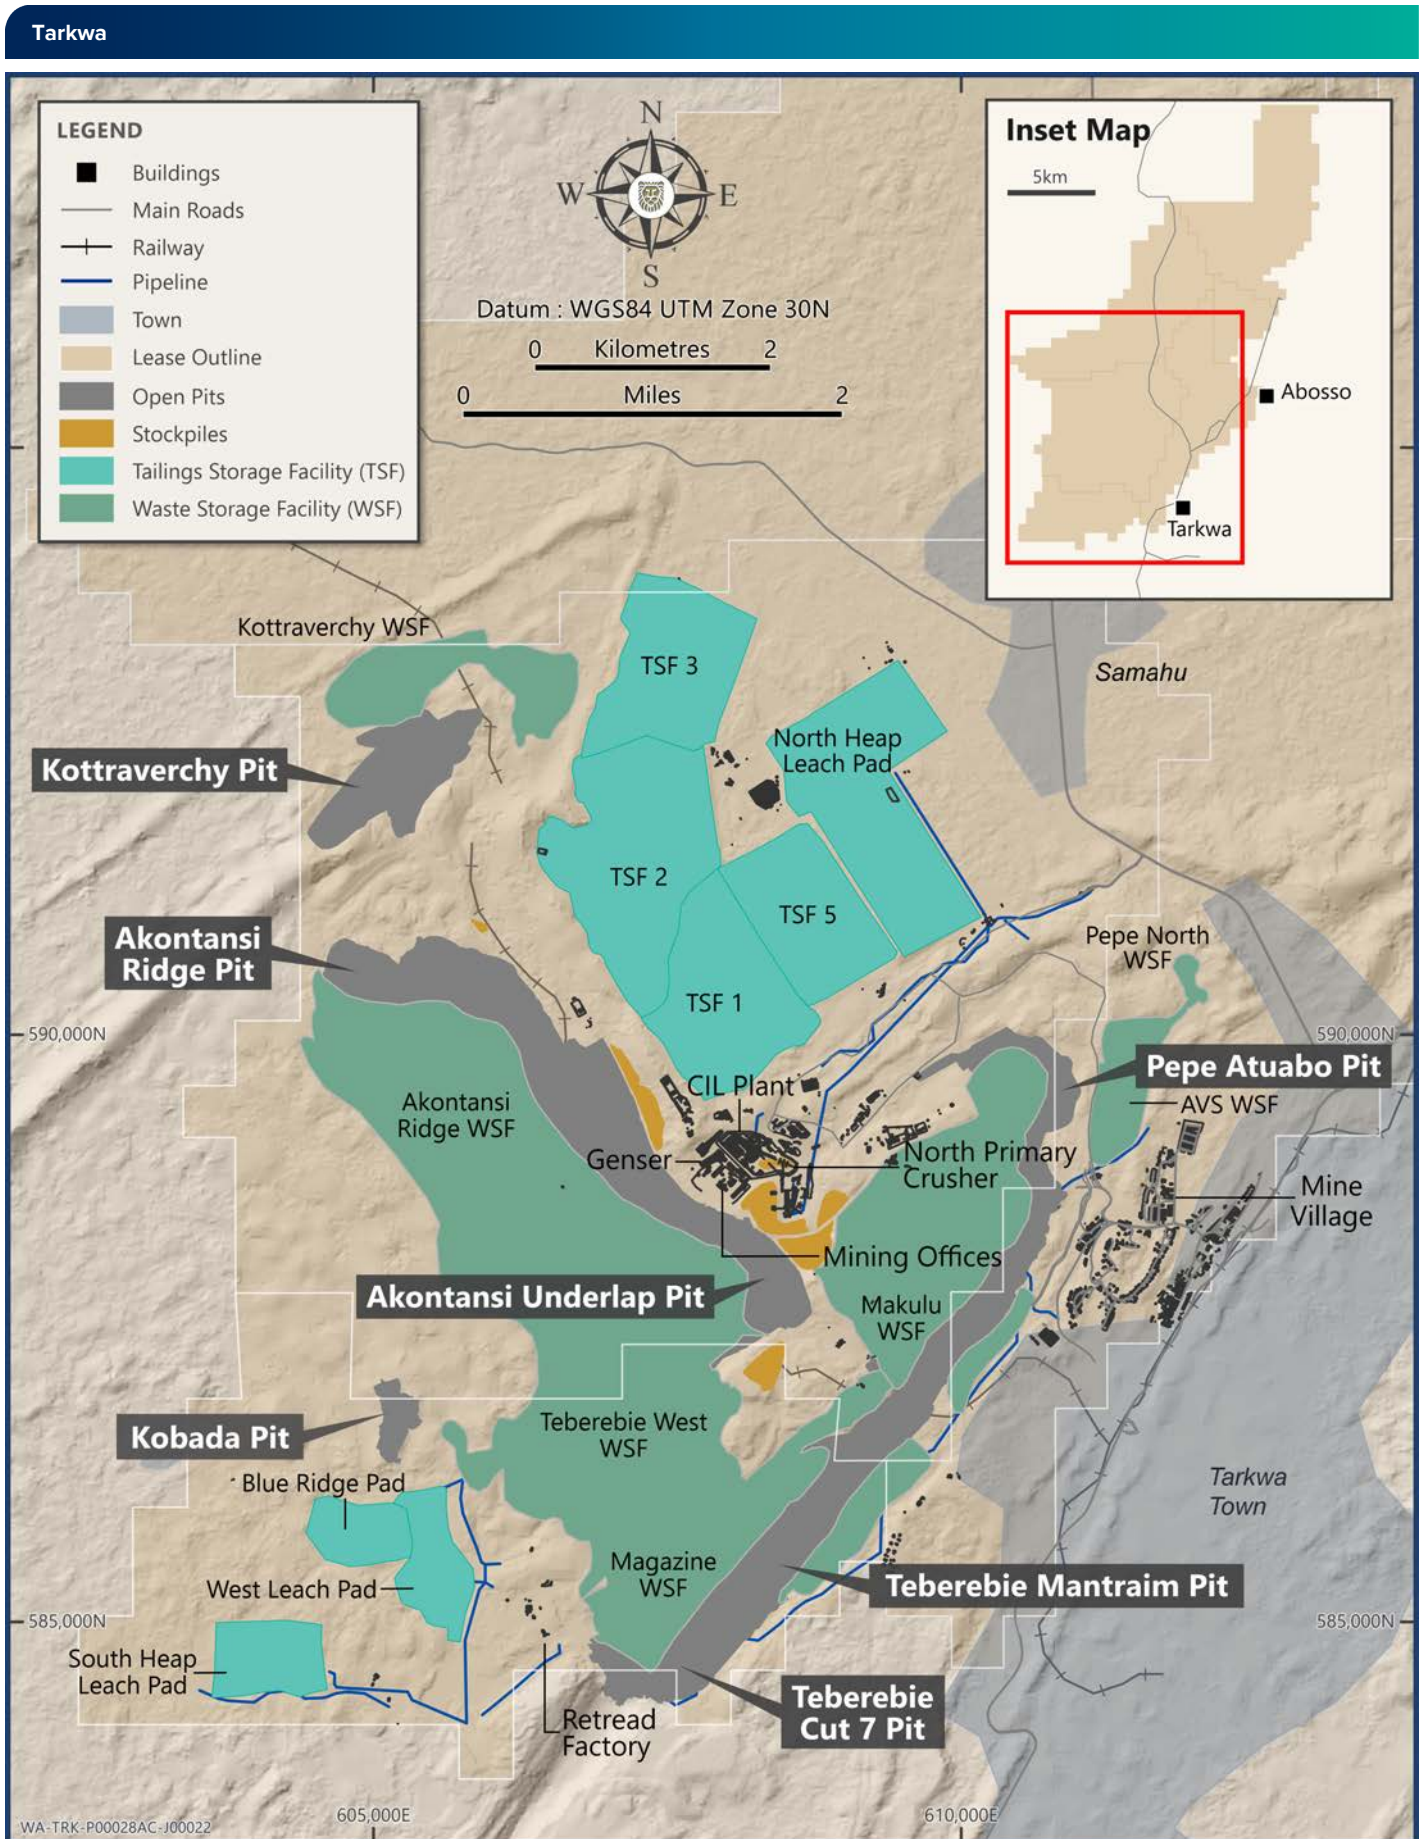 Tarkwa
LEGEND
Buildings
Main Roads
Railway
Pipeline
Town
Lease Outline
Open Pits
Stockpiles
Tailings Storage Facility (TSF)
Waste Storage Facility (WSF)
N
W
E
S
Datum : WGS84 UTM Zone 30N
0 Kilometres 2
0 Miles 2
Inset Map
5km
Abosso
Tarkwa
Kottraverchy WSF
TSF 3
Samahu
North Heap
Leach Pad
Kottraverchy Pit
TSF 2
TSF 5
Akontansi
Ridge Pit
Pepe North
WSF
TSF 1
590,000N
590,000N
Pepe Atuabo Pit
CIL Plant
AVS WSF
Akontansi
Ridge WSF
Genser
North Primary
Crusher
Mine
Village
Mining Offices
Akontansi Underlap Pit
Makulu
WSF
Kobada Pit
Teberebie West
WSF
Blue Ridge Pad
Tarkwa
Town
Magazine
WSF
West Leach Pad
Teberebie Mantraim Pit
585,000N
585,000N
South Heap
Leach Pad
Teberebie
Cut 7 Pit
Retread
Factory
605,000E
610,000E
WA-TRK-P00028AC-J00022